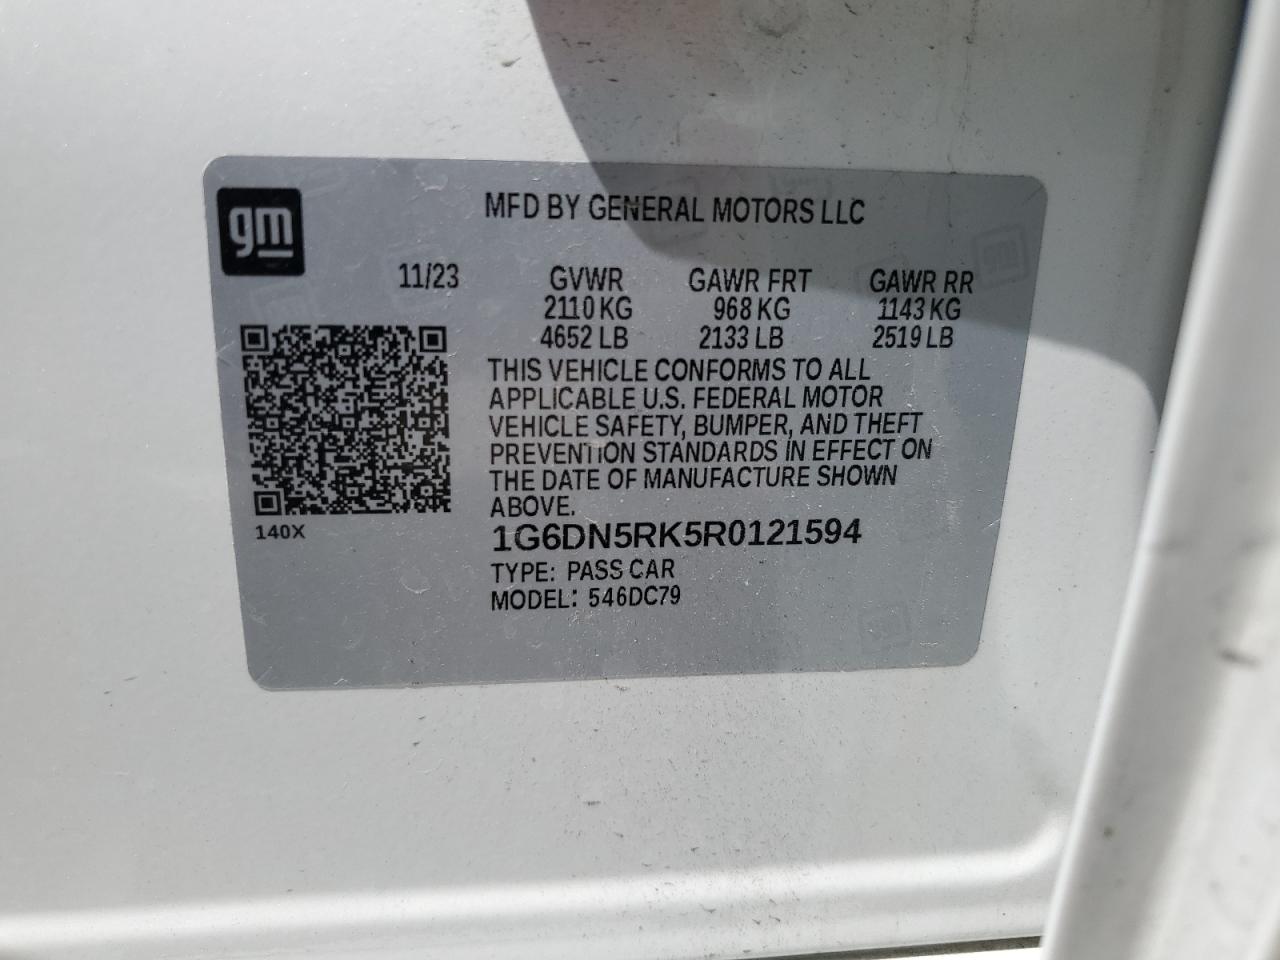 gm
MFD BY GENERAL MOTORS LLC
11/23 GVWR GAWR FRT GAWR RR
2110 KG 968 KG 1143 KG
4652 LB 2133 LB 2519 LB
THIS VEHICLE CONFORMS TO ALL
APPLICABLE U.S. FEDERAL MOTOR
VEHICLE SAFETY, BUMPER, AND THEFT
PREVENTION STANDARDS IN EFFECT ON
THE DATE OF MANUFACTURE SHOWN
ABOVE.
140X
1G6DN5RK5R0121594
TYPE: PASS CAR
MODEL: 546DC79